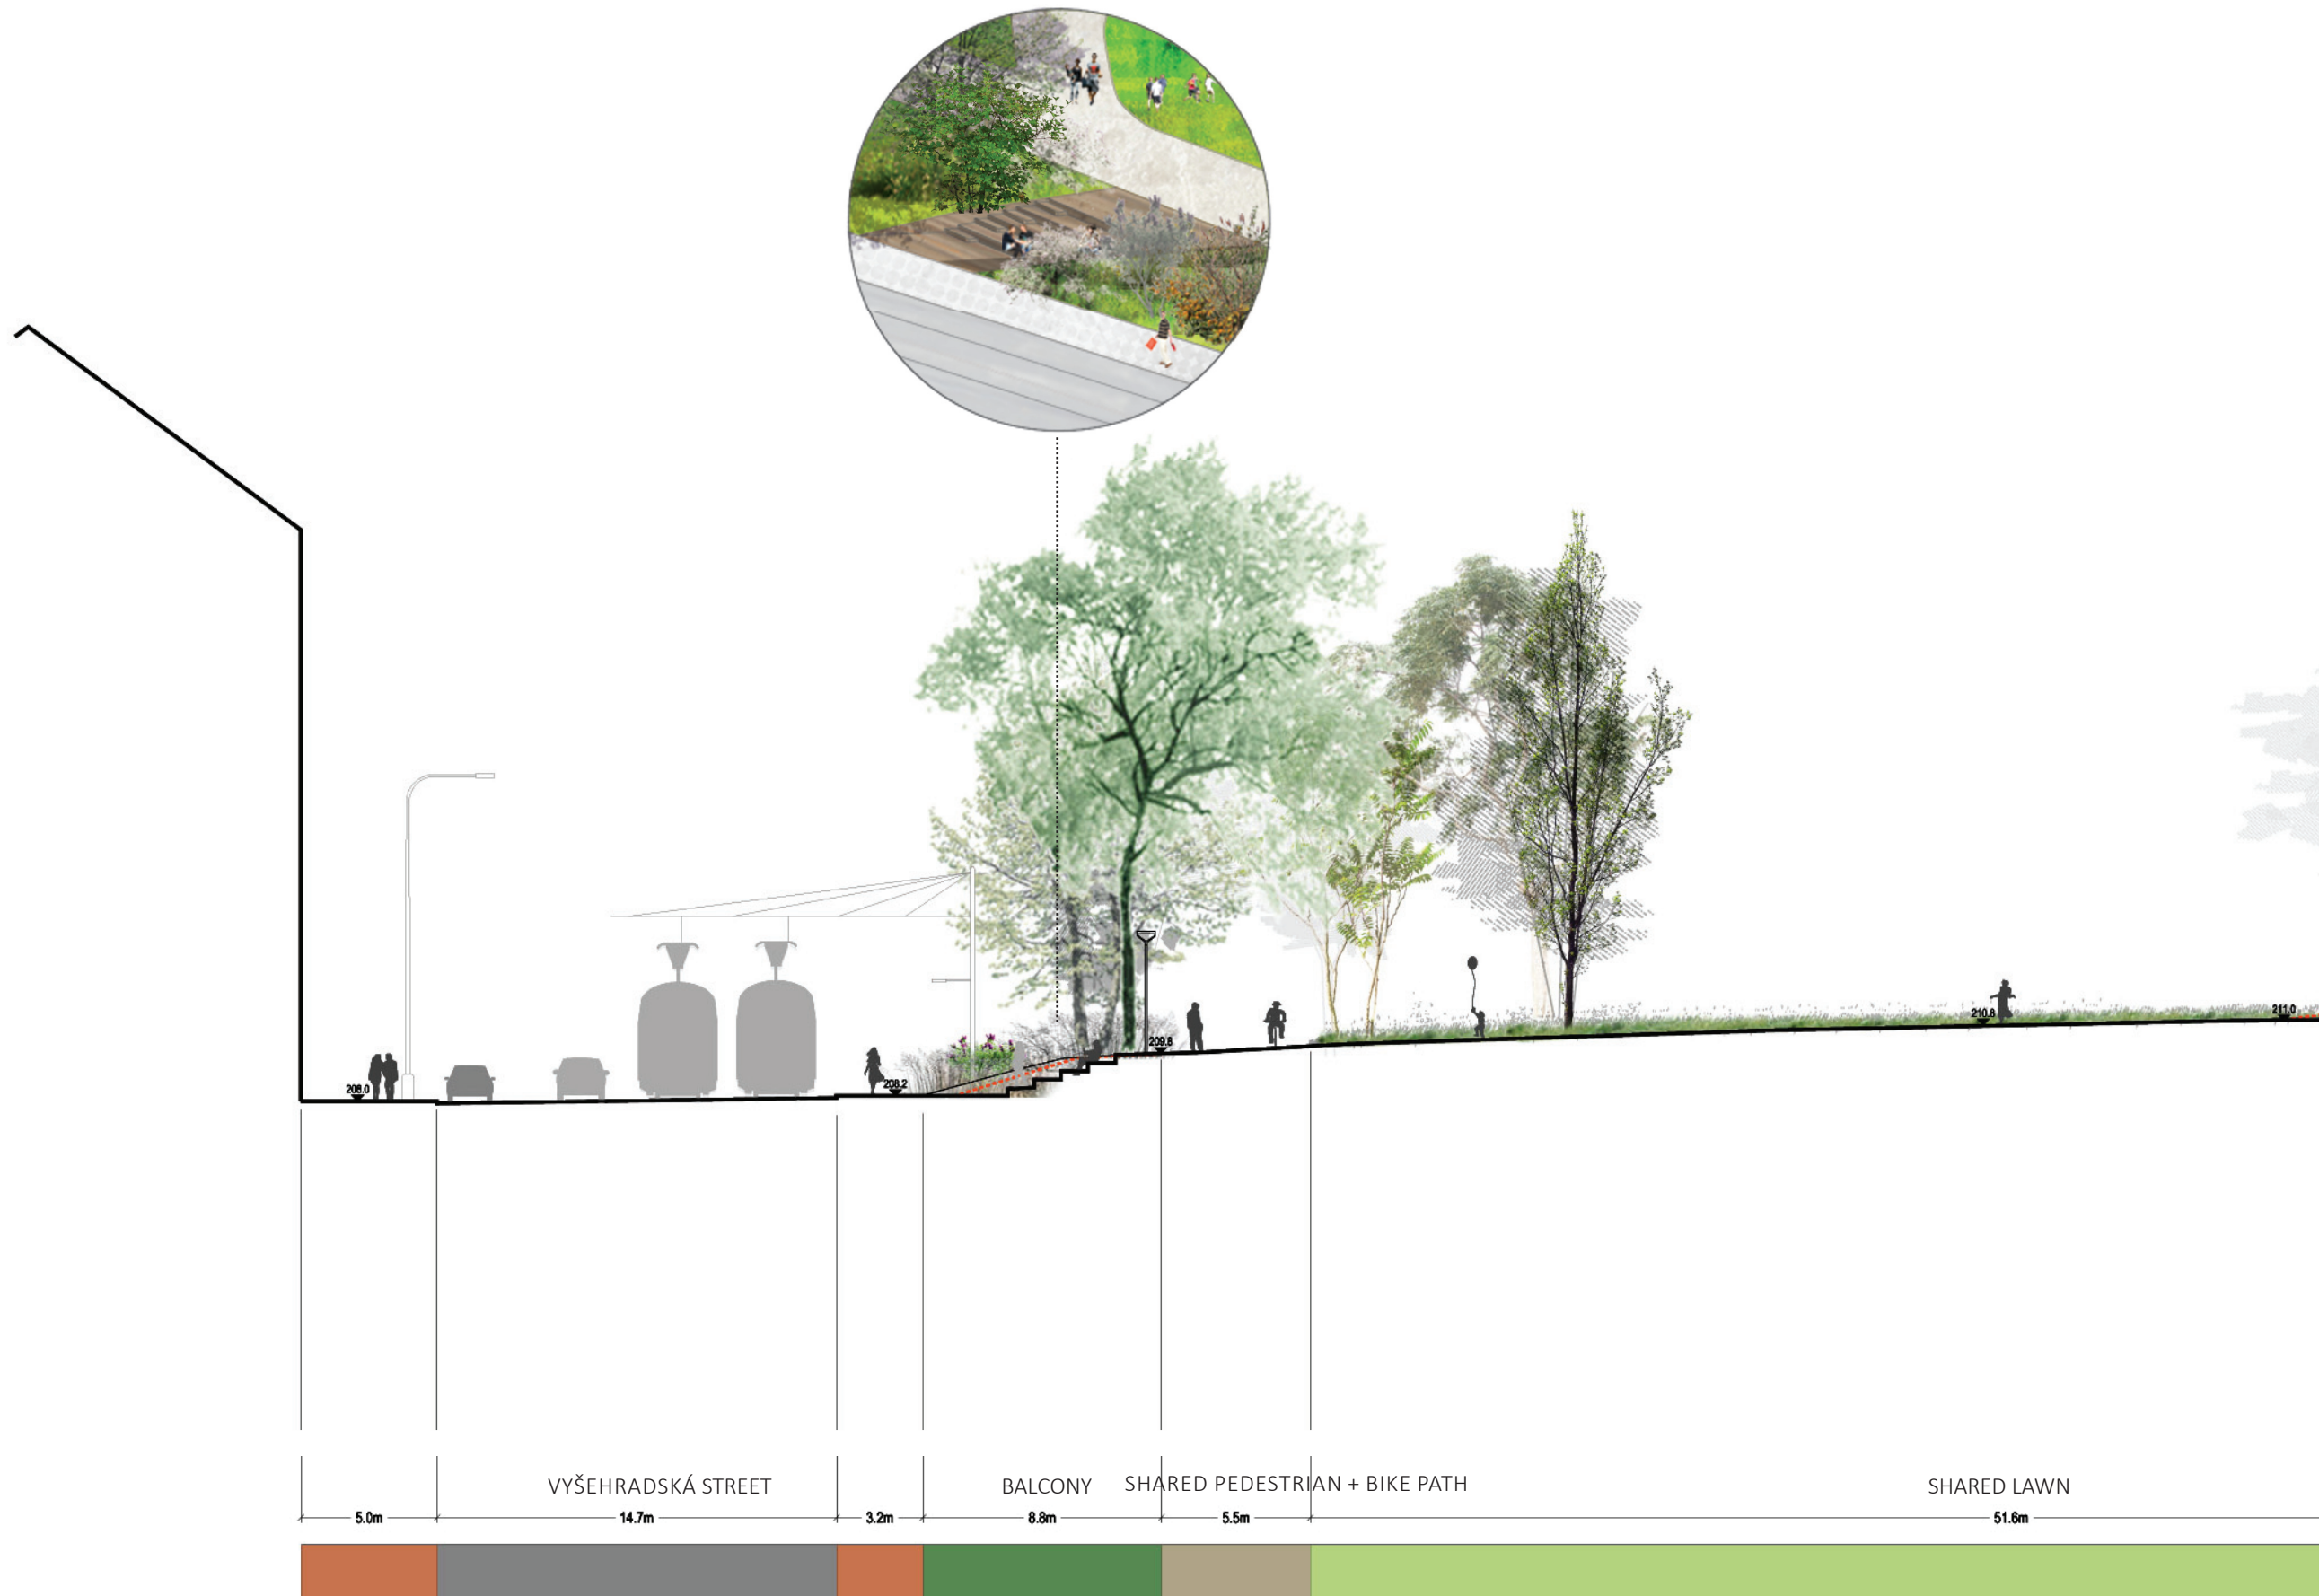 208.0
208.2
209.8
210.8
211.0
VYŠEHRADSKÁ STREET
BALCONY
SHARED PEDESTRIAN + BIKE PATH
SHARED LAWN
5.0m
14.7m
3.2m
8.8m
5.5m
51.6m